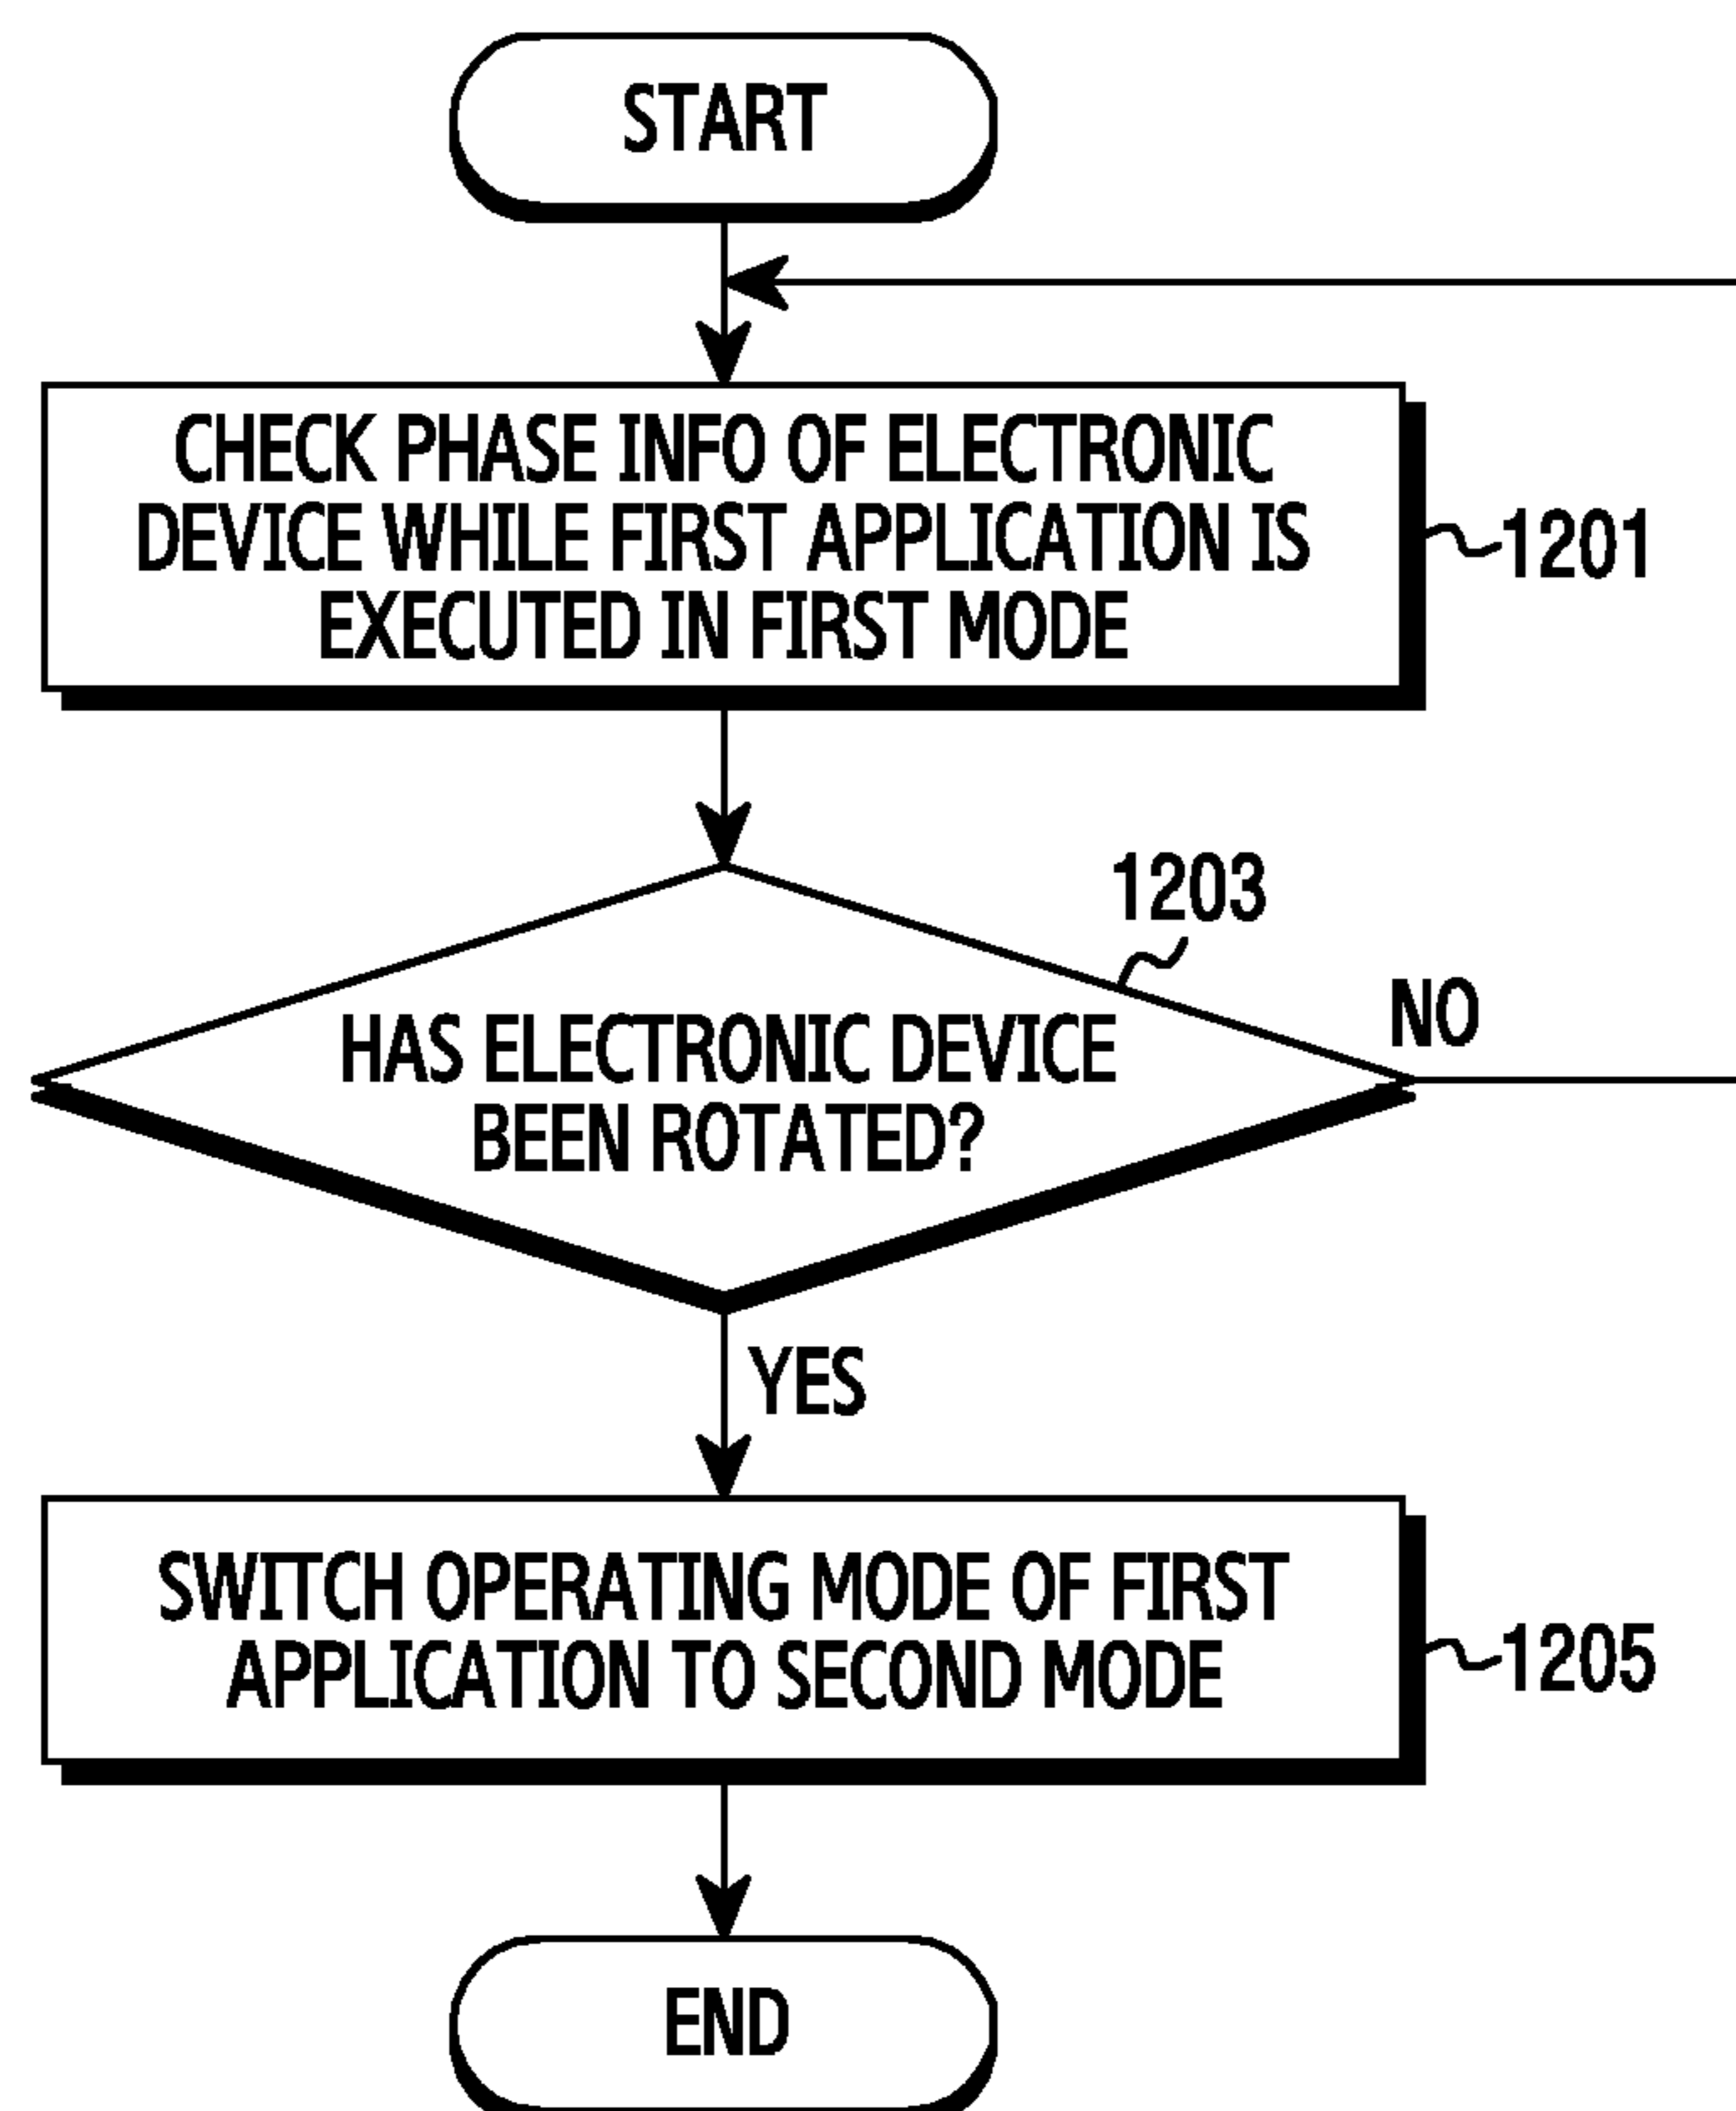 START
CHECK PHASE INFO OF ELECTRONIC
DEVICE WHILE FIRST APPLICATION IS
EXECUTED IN FIRST MODE
1201
1203
HAS ELECTRONIC DEVICE
BEEN ROTATED?
NO
YES
SWITCH OPERATING MODE OF FIRST
APPLICATION TO SECOND MODE
1205
END